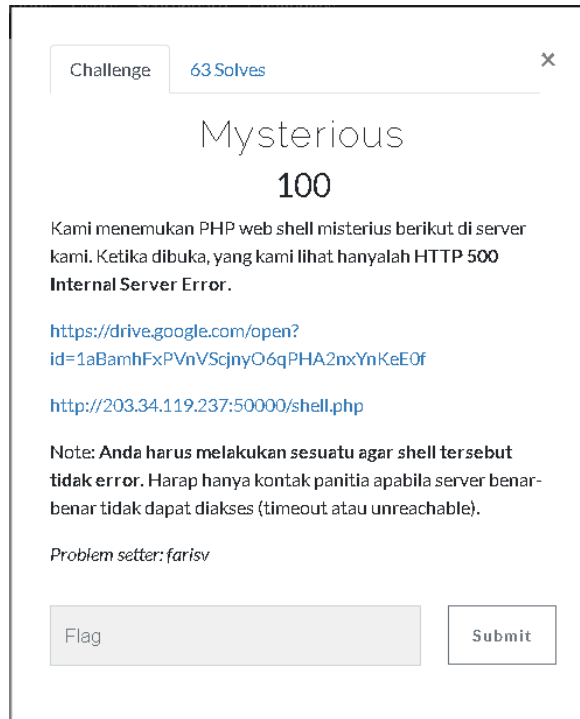 Challenge
63 Solves
×
Mysterious
100
Kami menemukan PHP web shell misterius berikut di server
kami. Ketika dibuka, yang kami lihat hanyalah HTTP 500
Internal Server Error.
https://drive.google.com/open?
id=1aBamhFxPVnVScjnyO6qPHA2nxYnKeE0f
http://203.34.119.237:50000/shell.php
Note: Anda harus melakukan sesuatu agar shell tersebut
tidak error. Harap hanya kontak panitia apabila server benar-
benar tidak dapat diakses (timeout atau unreachable).
Problem setter: farisv
Flag
Submit